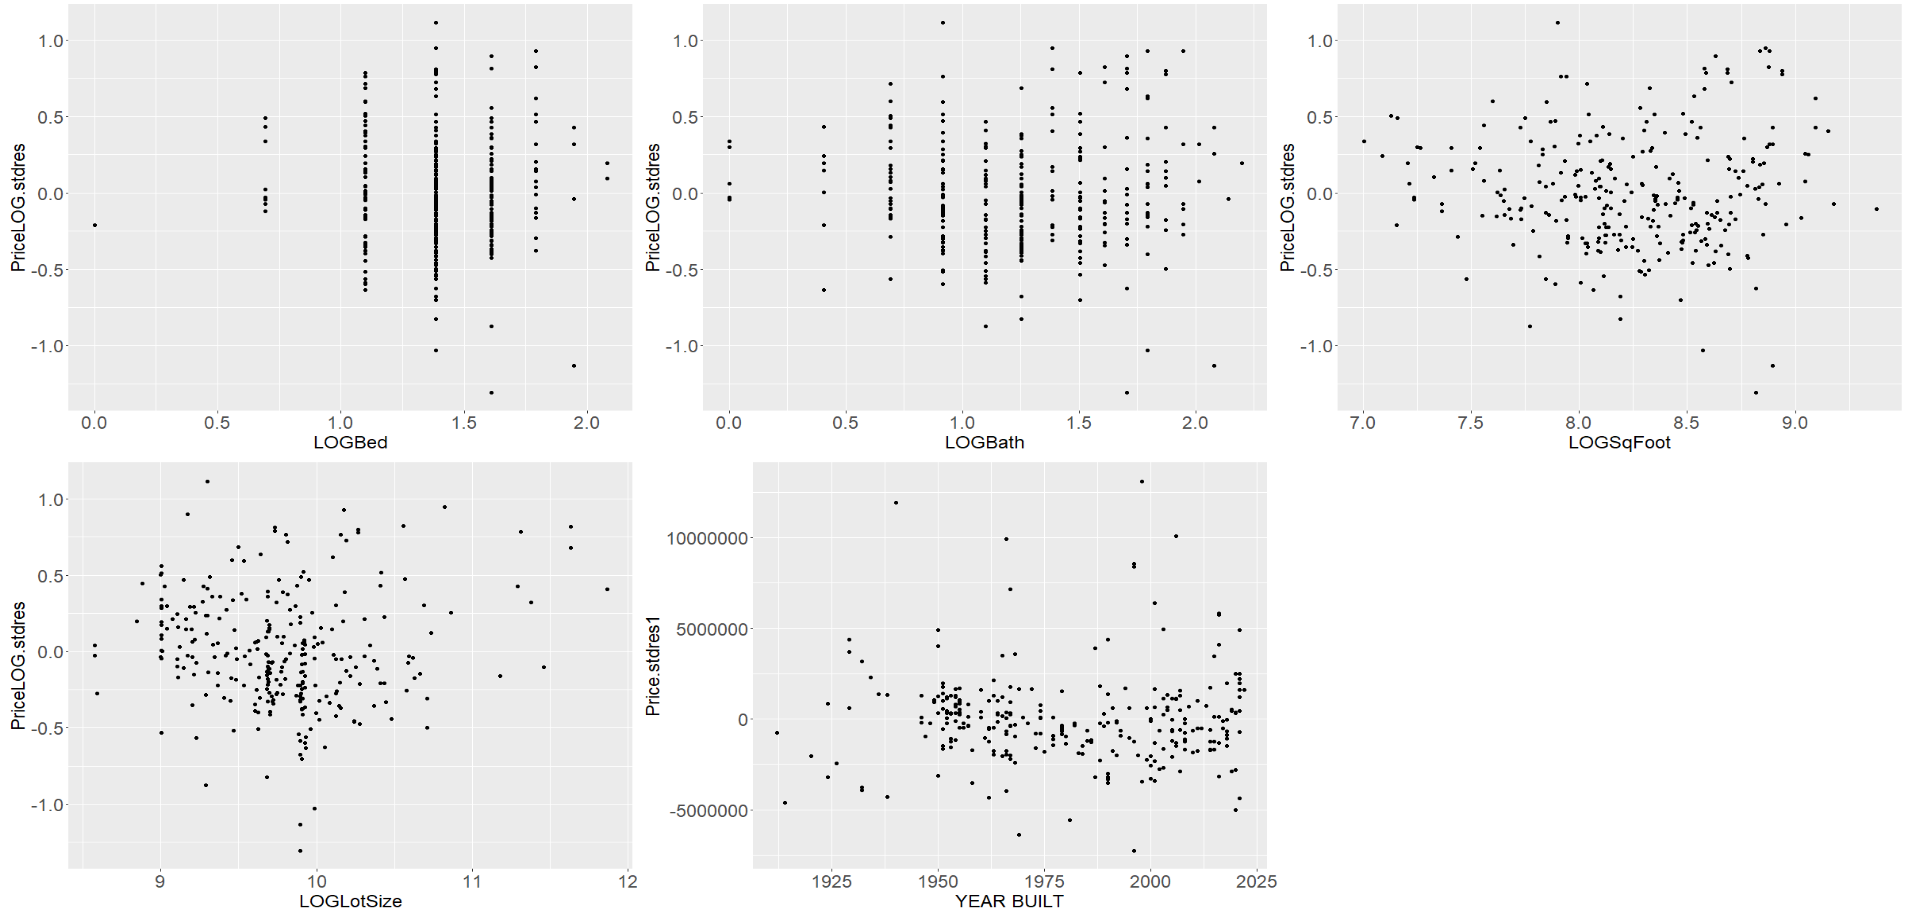 PriceLOG.stdres
1.0
0.5
0.0
-0.5
-1.0
0.0 0.5 1.0 1.5 2.0
LOGBed
PriceLOG.stdres
1.0
0.5
0.0
-0.5
-1.0
0.0 0.5 1.0 1.5 2.0
LOGBath
PriceLOG.stdres
1.0
0.5
0.0
-0.5
-1.0
7.0 7.5 8.0 8.5 9.0
LOGSqFoot
PriceLOG.stdres
1.0
0.5
0.0
-0.5
-1.0
9 10 11 12
LOGLotSize
Price.stdres1
10000000
5000000
0
-5000000
1925 1950 1975 2000 2025
YEAR BUILT